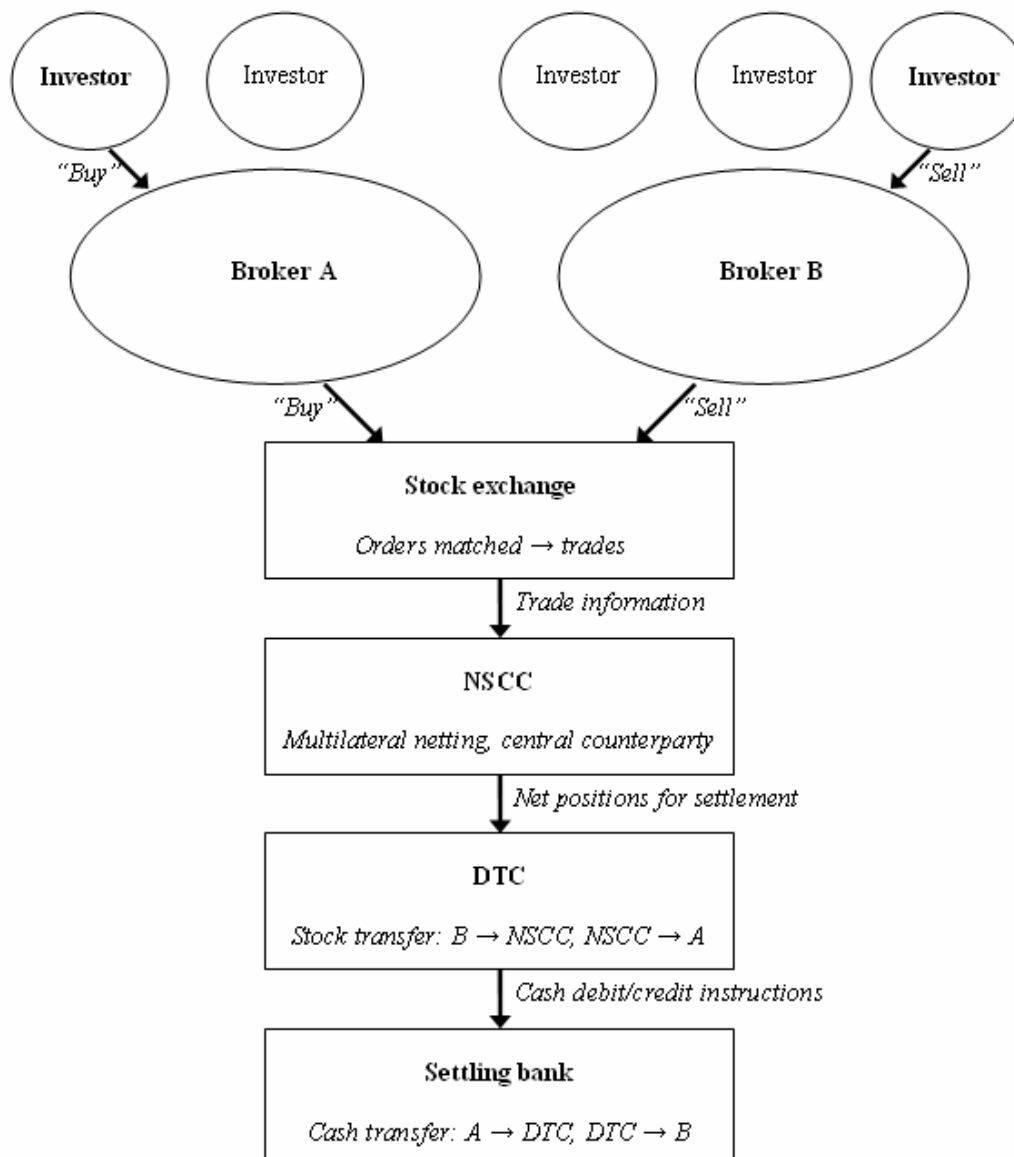 Investor Investor Investor Investor Investor
“Buy” “Sell”
Broker A Broker B
“Buy” “Sell”
Stock exchange
Orders matched → trades
Trade information
NSCC
Multilateral netting, central counterparty
Net positions for settlement
DTC
Stock transfer: B → NSCC, NSCC → A
Cash debit/credit instructions
Settling bank
Cash transfer: A → DTC, DTC → B